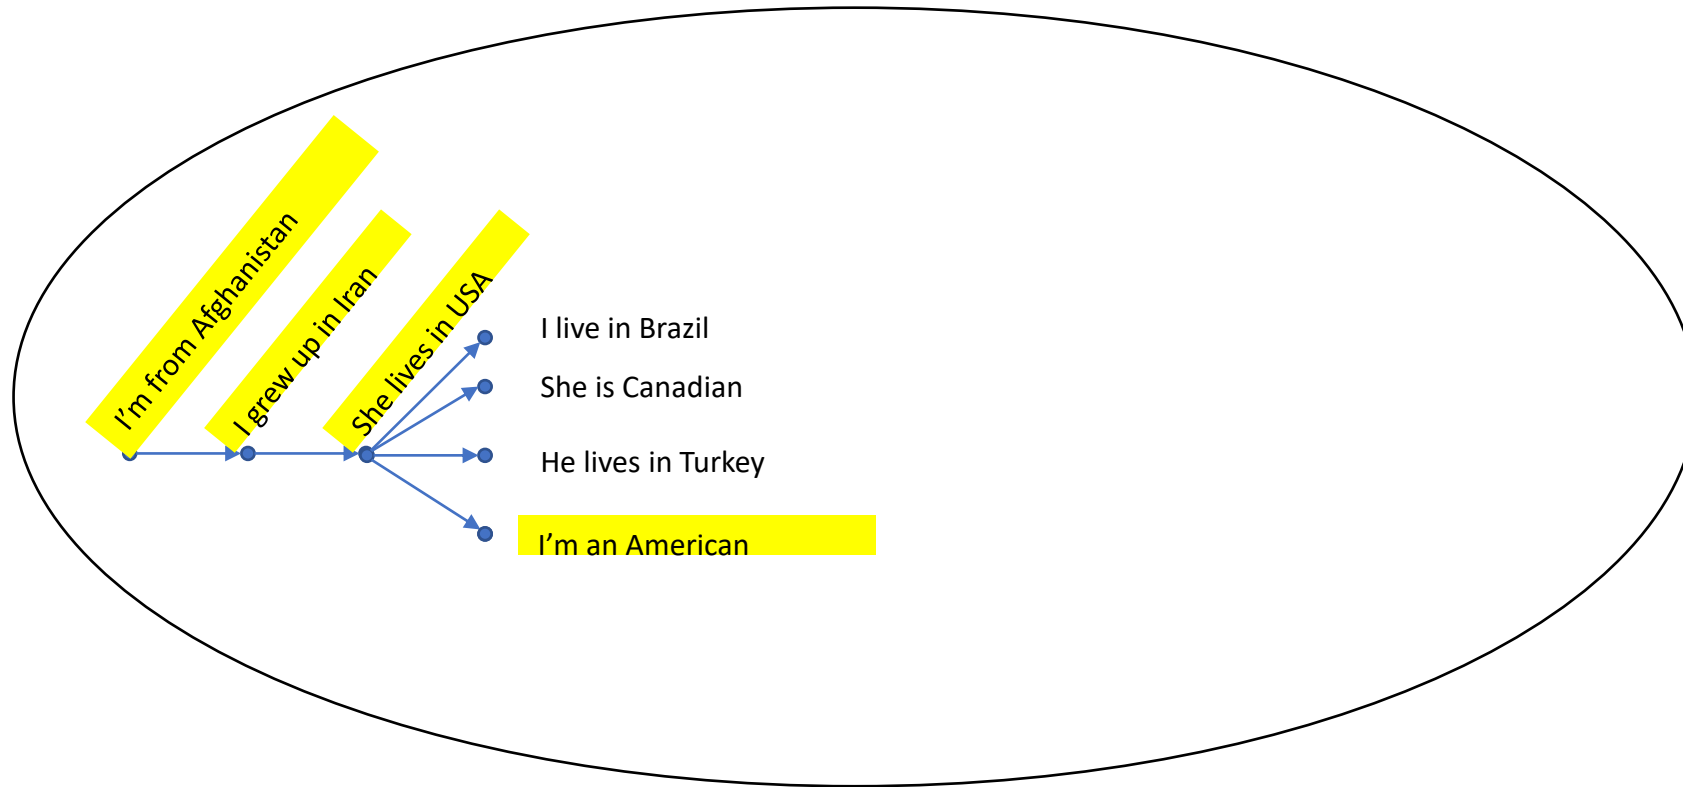 I’m from Afghanistan
I grew up in Iran
She lives in USA
I live in Brazil
She is Canadian
He lives in Turkey
I’m an American